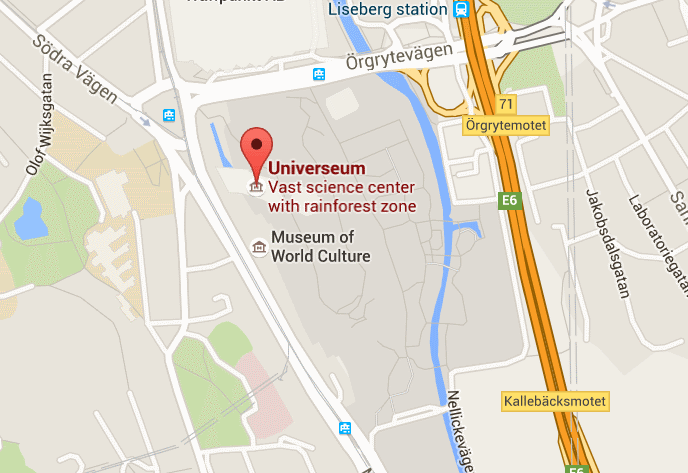 Liseberg station
Örgrytevägen
Södra Vägen
Olof Wijksgatan
71
Örgrytemotet
Universeum
Vast science center
with rainforest zone
E6
Museum of
World Culture
Jakobsdalsgatan
Laboratoriegatan
Kallebäcksmotet
E6